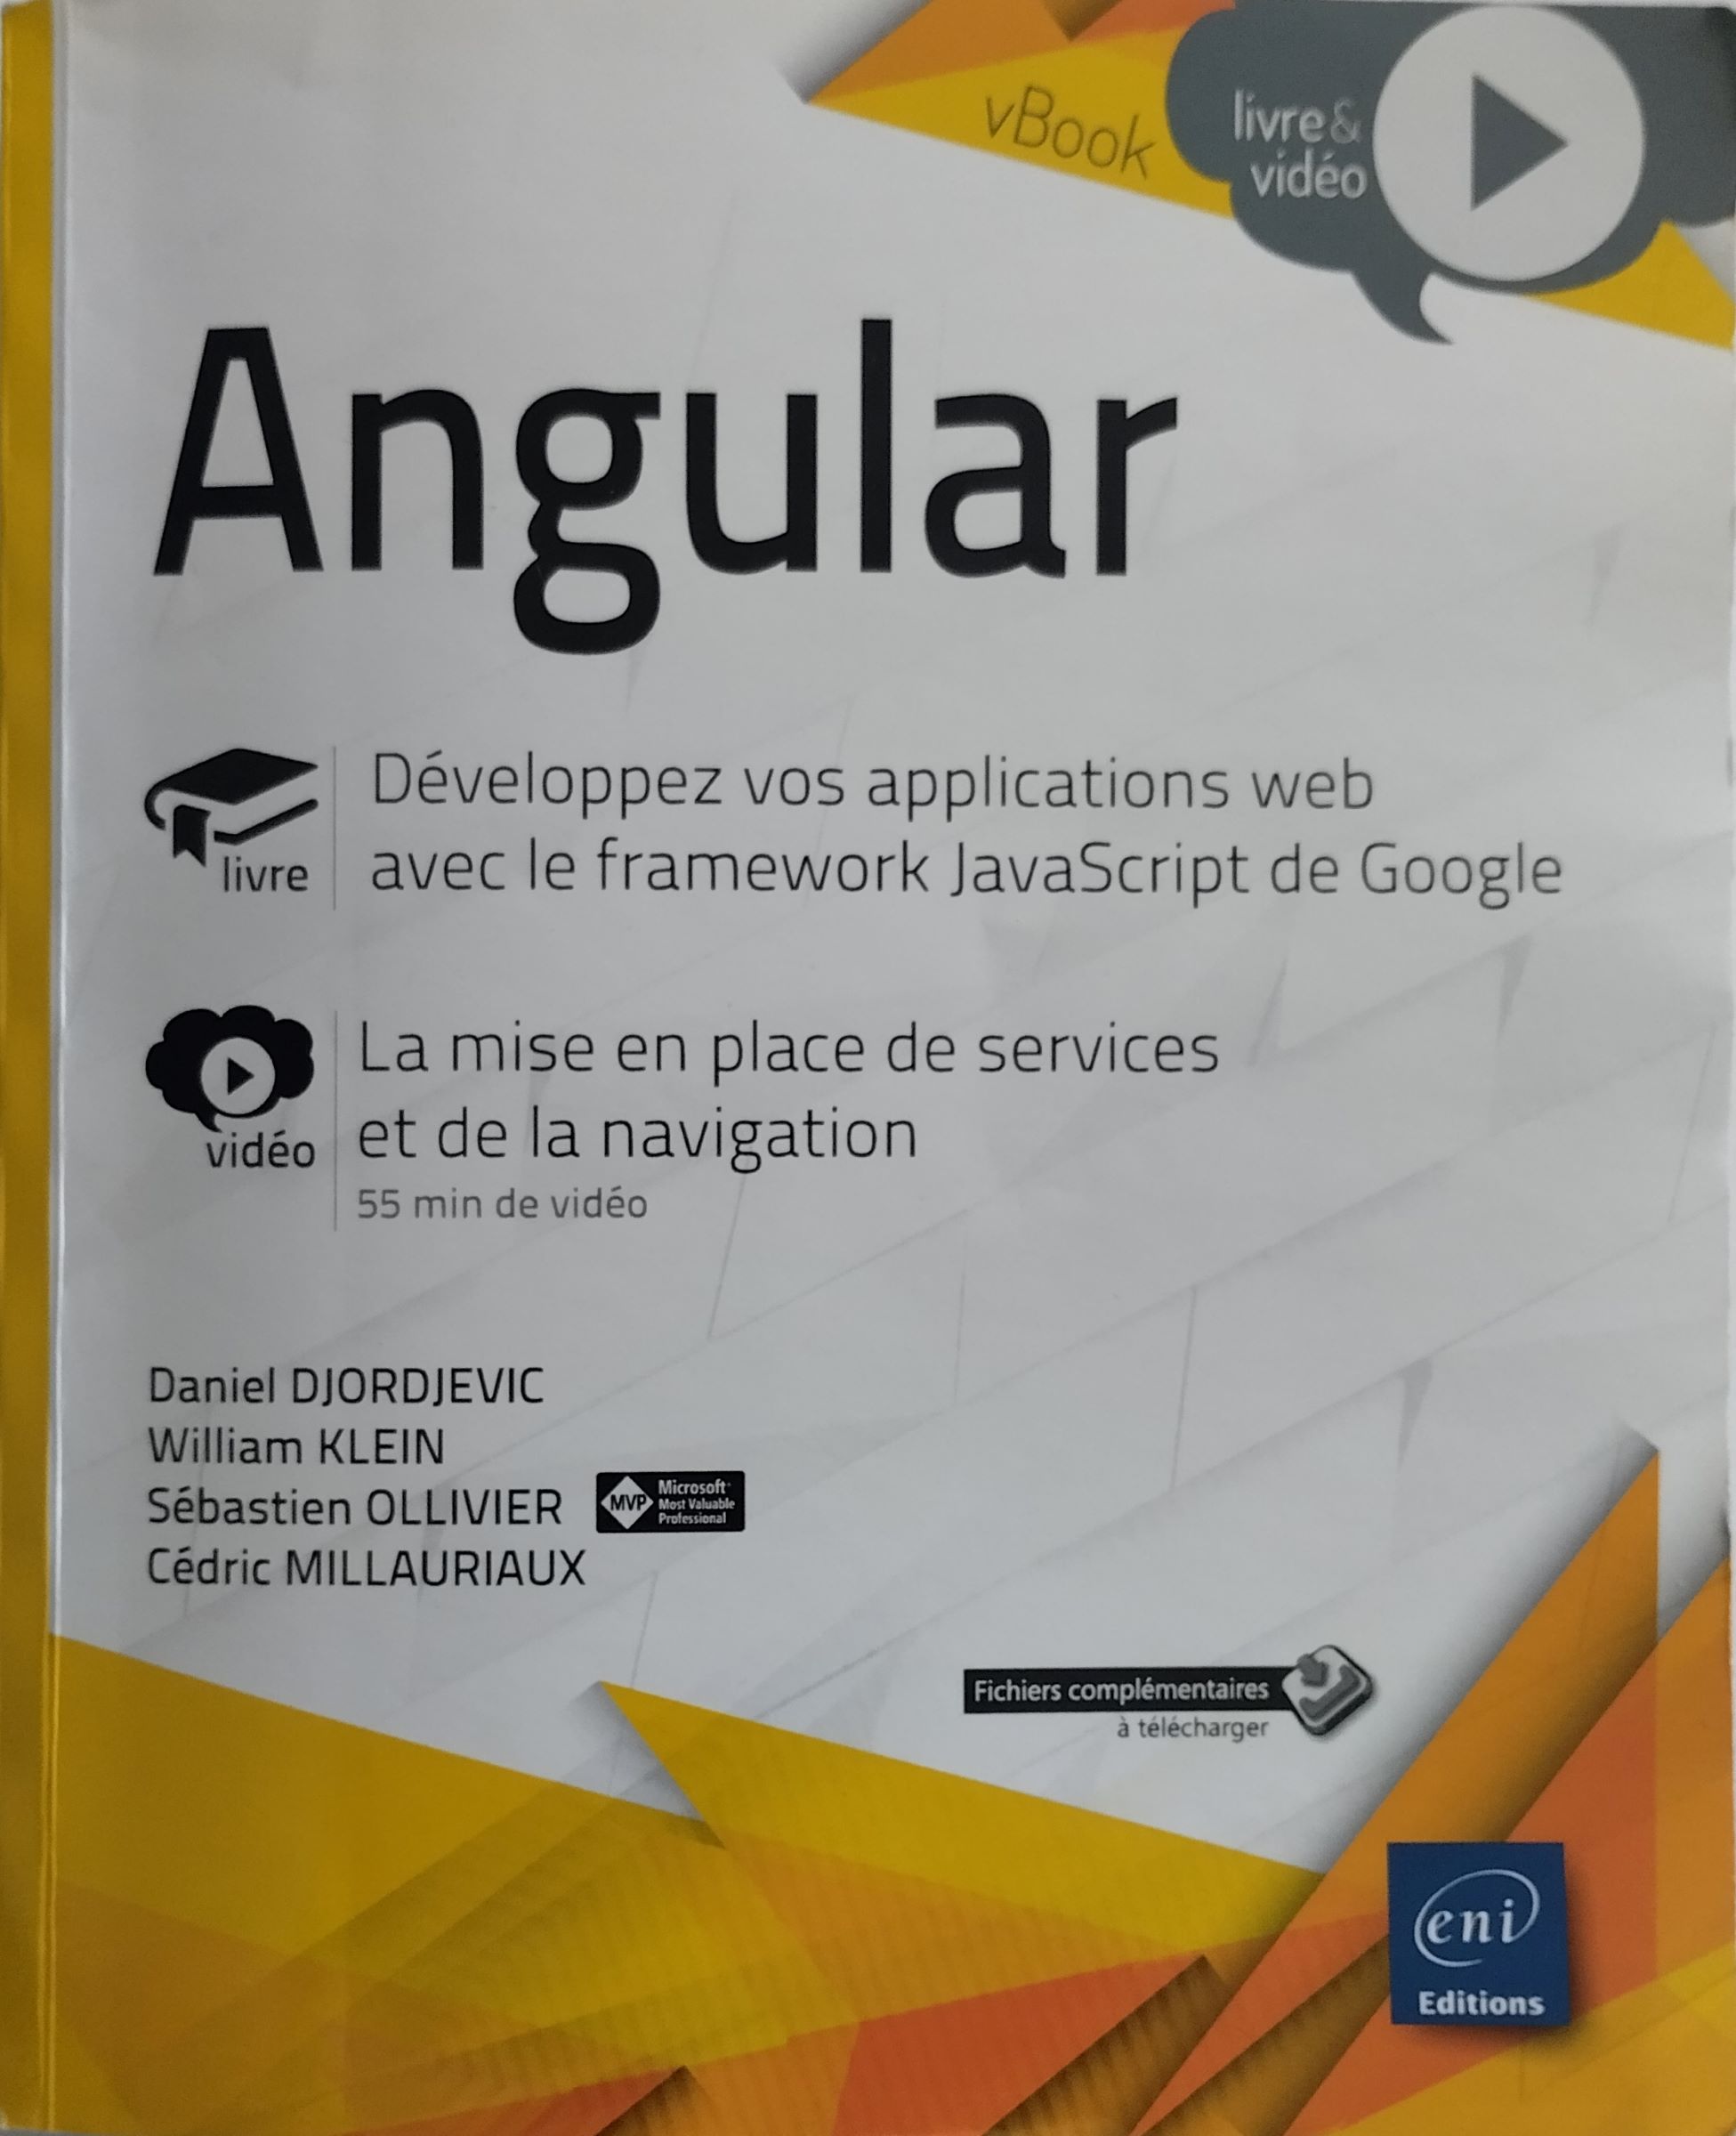 vBook
livre&
vidéo
Angular
livre
Développez vos applications web
avec le framework JavaScript de Google
vidéo
La mise en place de services
et de la navigation
55 min de vidéo
Daniel DJORDJEVIC
William KLEIN
Sébastien OLLIVIER
MVP
Microsoft
Most Valuable
Professional
Cédric MILLAURIAUX
Fichiers complémentaires
à télécharger
eni
Editions